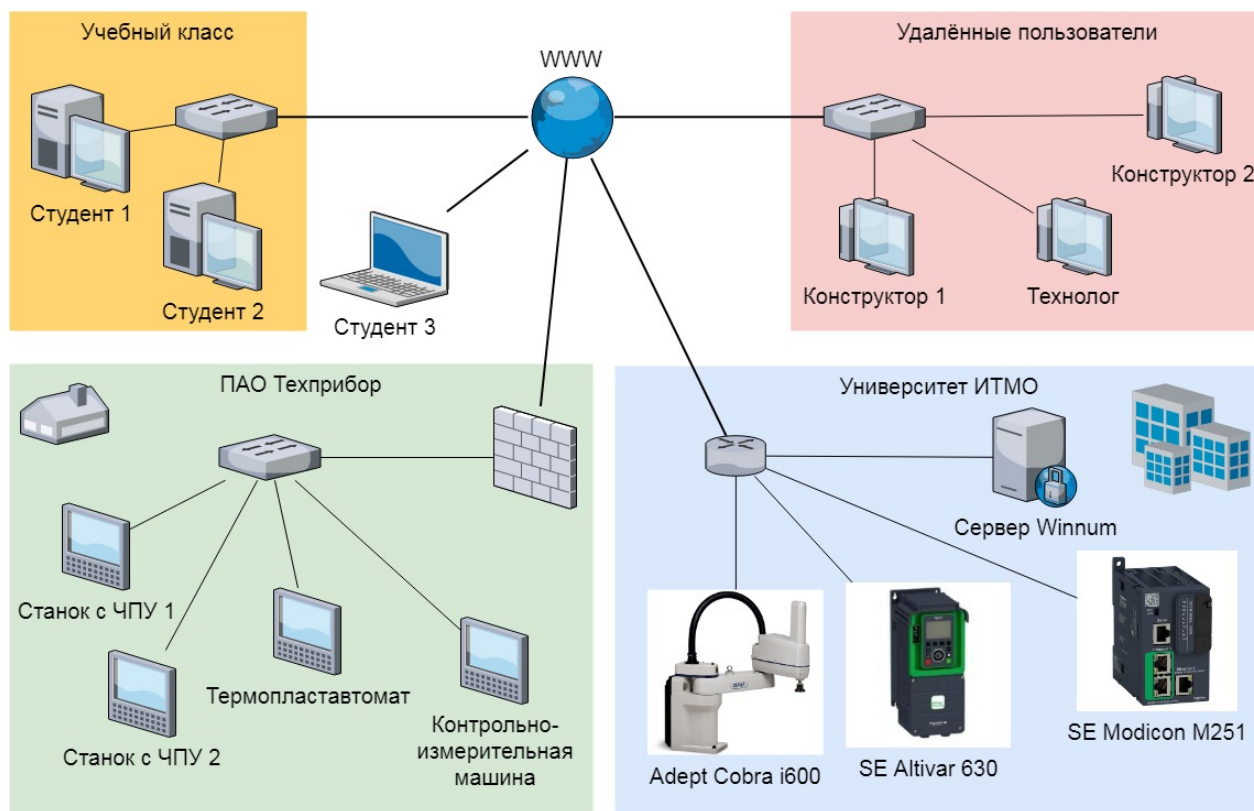 Учебный класс
WWW
Удалённые пользователи
Студент 1
Студент 2
Студент 3
Конструктор 2
Конструктор 1
Технолог
ПАО Техприбор
Университет ИТМО
Сервер Winnum
Станок с ЧПУ 1
Термопластавтомат
Станок с ЧПУ 2
Контрольно-
измерительная
машина
Adept Cobra i600
SE Altivar 630
SE Modicon M251